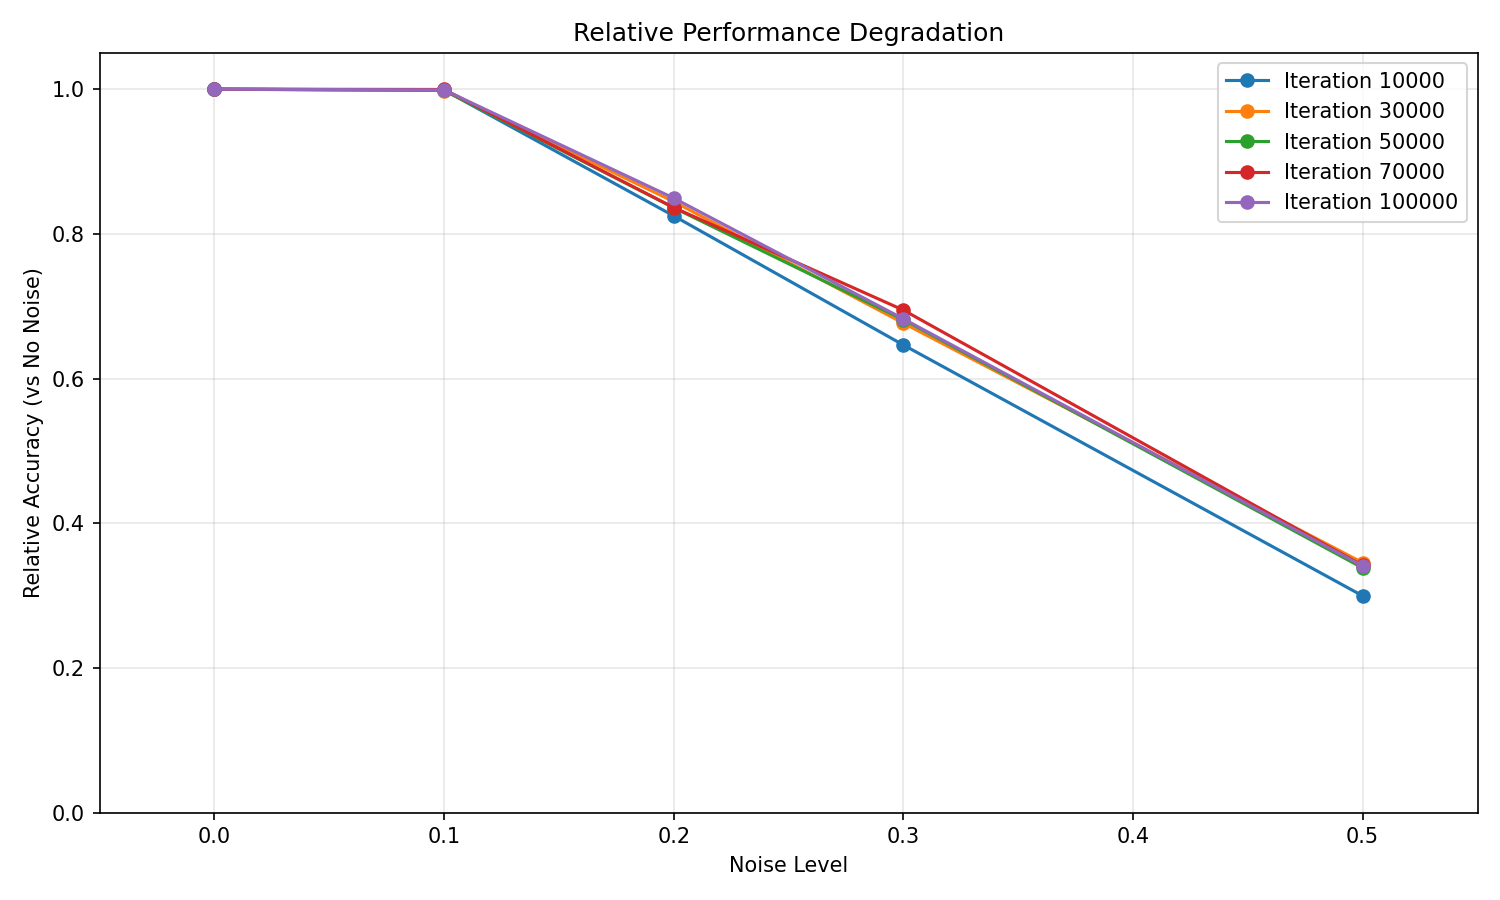 Relative Performance Degradation
Iteration 10000
Iteration 30000
Iteration 50000
Iteration 70000
Iteration 100000
Relative Accuracy (vs No Noise)
1.0
0.8
0.6
0.4
0.2
0.0
0.0 0.1 0.2 0.3 0.4 0.5
Noise Level